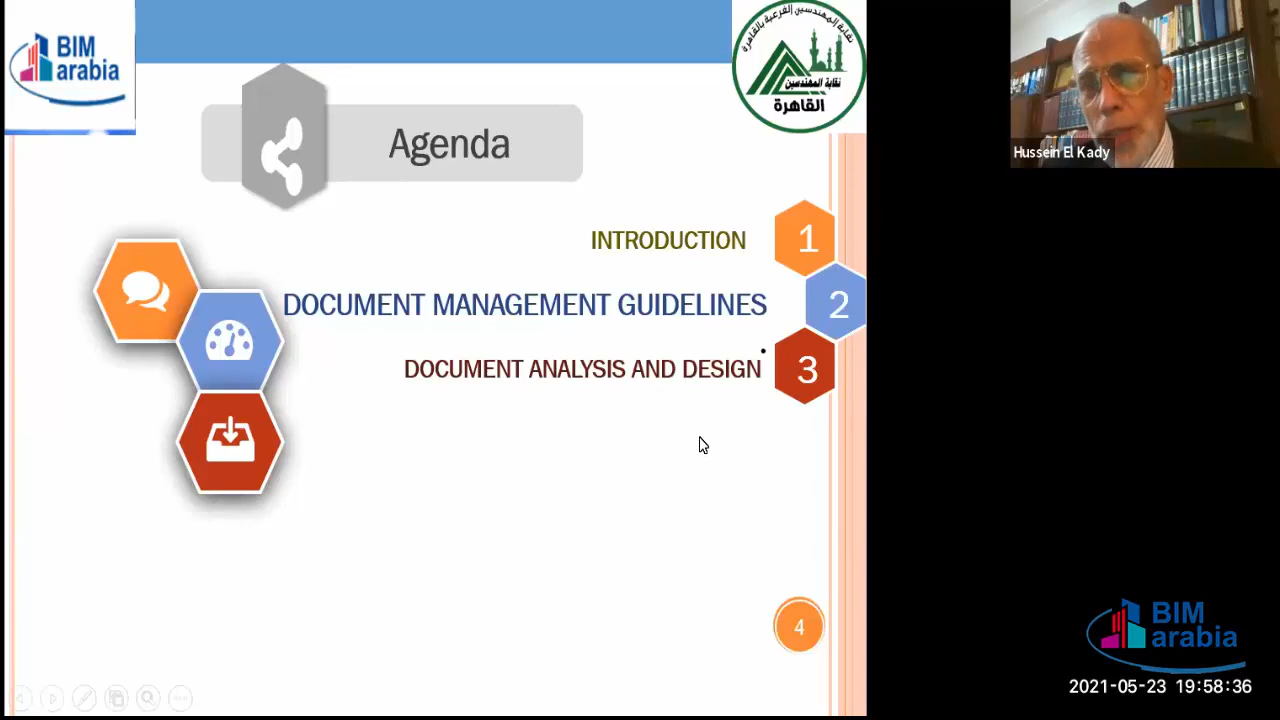 BIM
arabia
نقابة المهندسين الفرعية بالقاهرة
نقابة المهندسين
القاهرة
Hussein El Kady
Agenda
INTRODUCTION
1
DOCUMENT MANAGEMENT GUIDELINES
2
DOCUMENT ANALYSIS AND DESIGN
3
4
BIM
arabia
2021-05-23 19:58:36